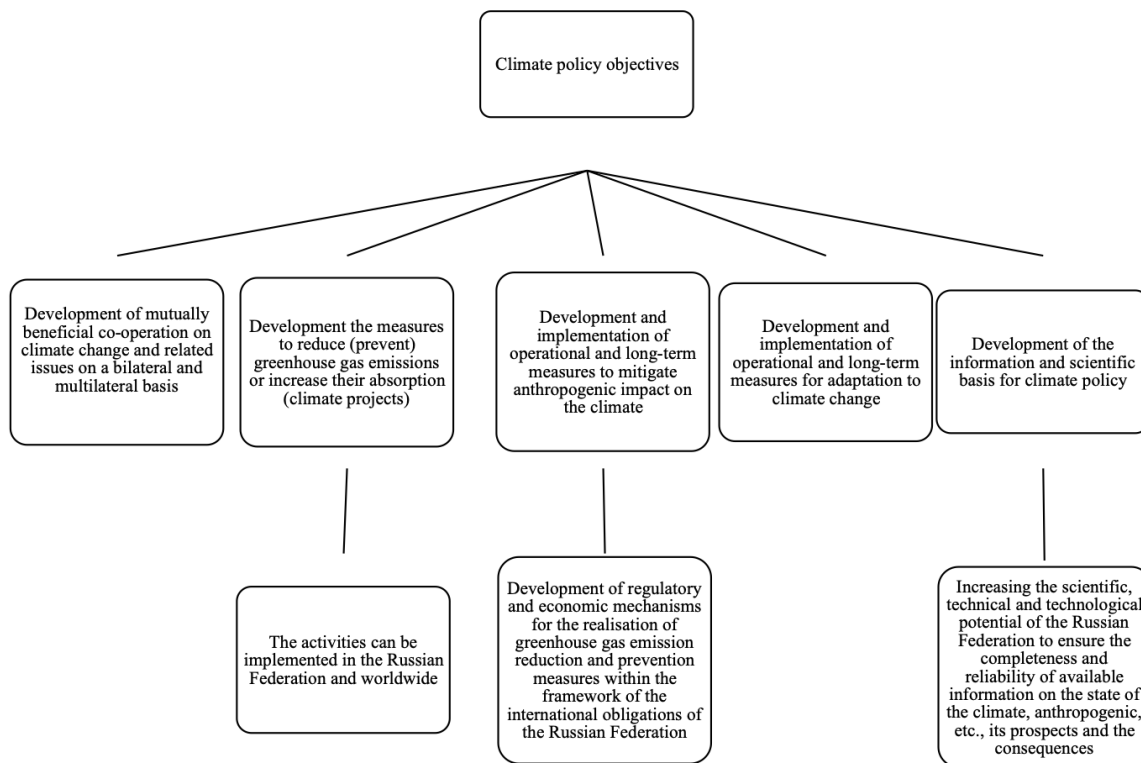 Climate policy objectives
Development of mutually
beneficial co-operation on
climate change and related
issues on a bilateral and
multilateral basis
Development the measures
to reduce (prevent)
greenhouse gas emissions
or increase their absorption
(climate projects)
Development and
implementation of
operational and long-term
measures to mitigate
anthropogenic impact on
the climate
Development and
implementation of
operational and long-term
measures for adaptation to
climate change
Development of the
information and scientific
basis for climate policy
The activities can be
implemented in the Russian
Federation and worldwide
Development of regulatory
and economic mechanisms
for the realisation of
greenhouse gas emission
reduction and prevention
measures within the
framework of the
international obligations of
the Russian Federation
Increasing the scientific,
technical and technological
potential of the Russian
Federation to ensure the
completeness and
reliability of available
information on the state of
the climate, anthropogenic,
etc., its prospects and the
consequences